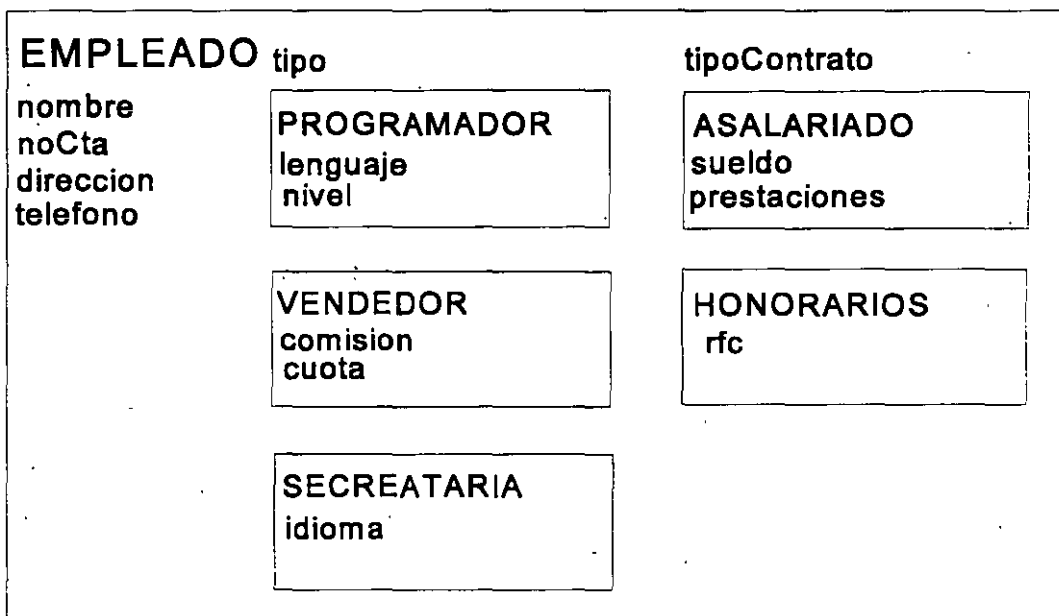 EMPLEADO
nombre
noCta
direccion
telefono
tipo
PROGRAMADOR
lenguaje
nivel
VENDEDOR
comision
cuota
SECREATARIA
idioma
tipoContrato
ASALARIADO
sueldo
prestaciones
HONORARIOS
rfc